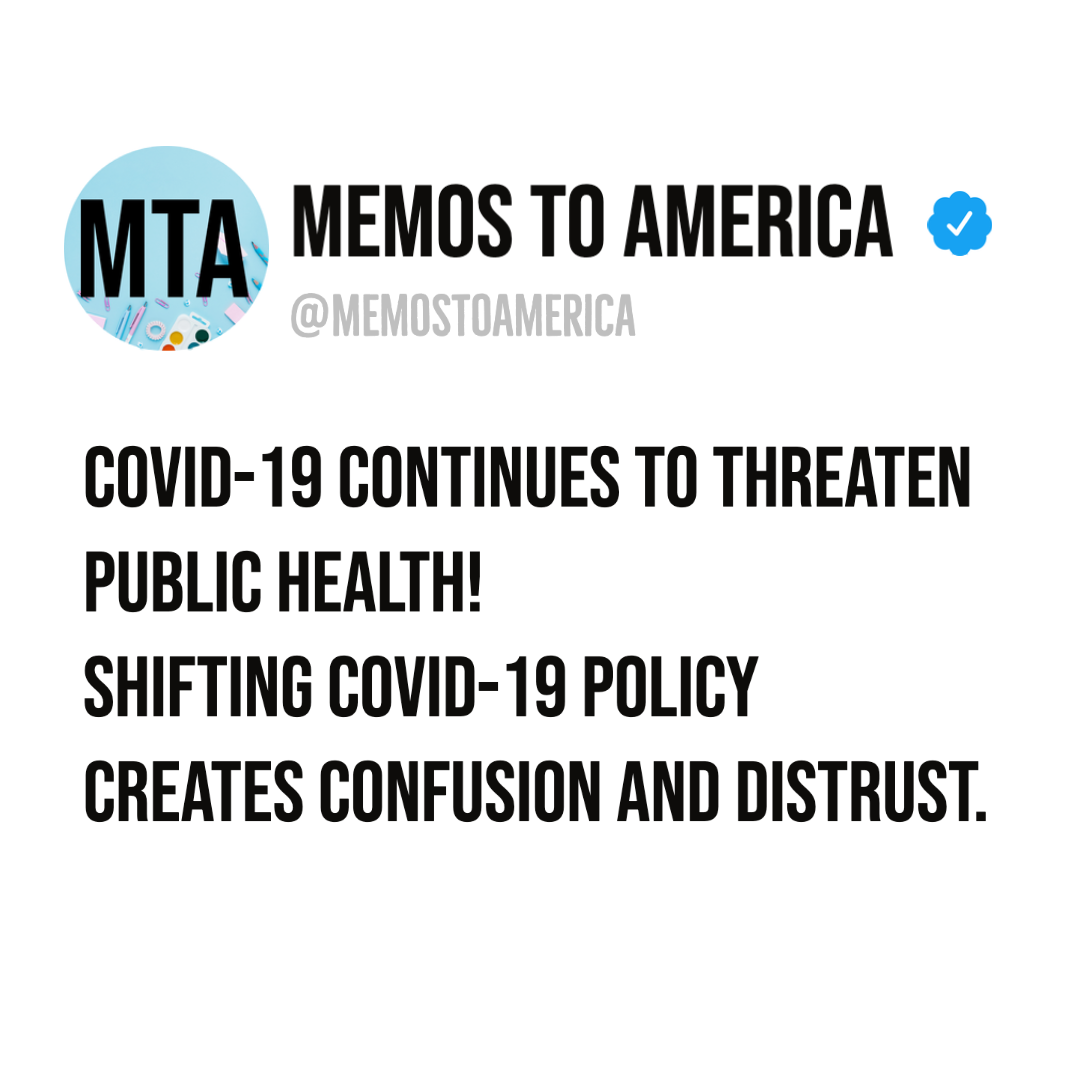 MTA
MEMOS TO AMERICA
@MEMOSTOAMERICA
COVID-19 CONTINUES TO THREATEN
PUBLIC HEALTH!
SHIFTING COVID-19 POLICY
CREATES CONFUSION AND DISTRUST.